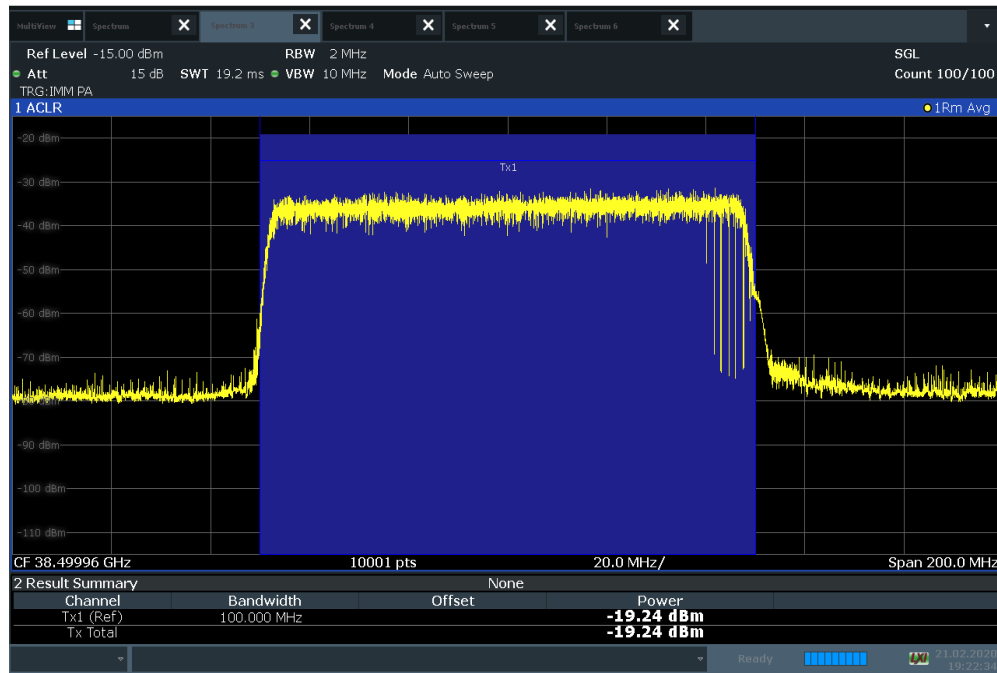 MultiView Spectrum Spectrum 3 Spectrum 4 Spectrum 5 Spectrum 6
Ref Level -15.00 dBm RBW 2 MHz SGL
Att 15 dB SWT 19.2 ms VBW 10 MHz Mode Auto Sweep Count 100/100
TRG:IMM PA
1 ACLR 1Rm Avg
-20 dBm
Tx1
-30 dBm
-40 dBm
-50 dBm
-60 dBm
-70 dBm
-90 dBm
-100 dBm
-110 dBm
CF 38.49996 GHz 10001 pts 20.0 MHz/ Span 200.0 MHz
2 Result Summary None
Channel Bandwidth Offset Power
Tx1 (Ref) 100.000 MHz -19.24 dBm
Tx Total -19.24 dBm
Ready LXI 21.02.2020
19:22:34